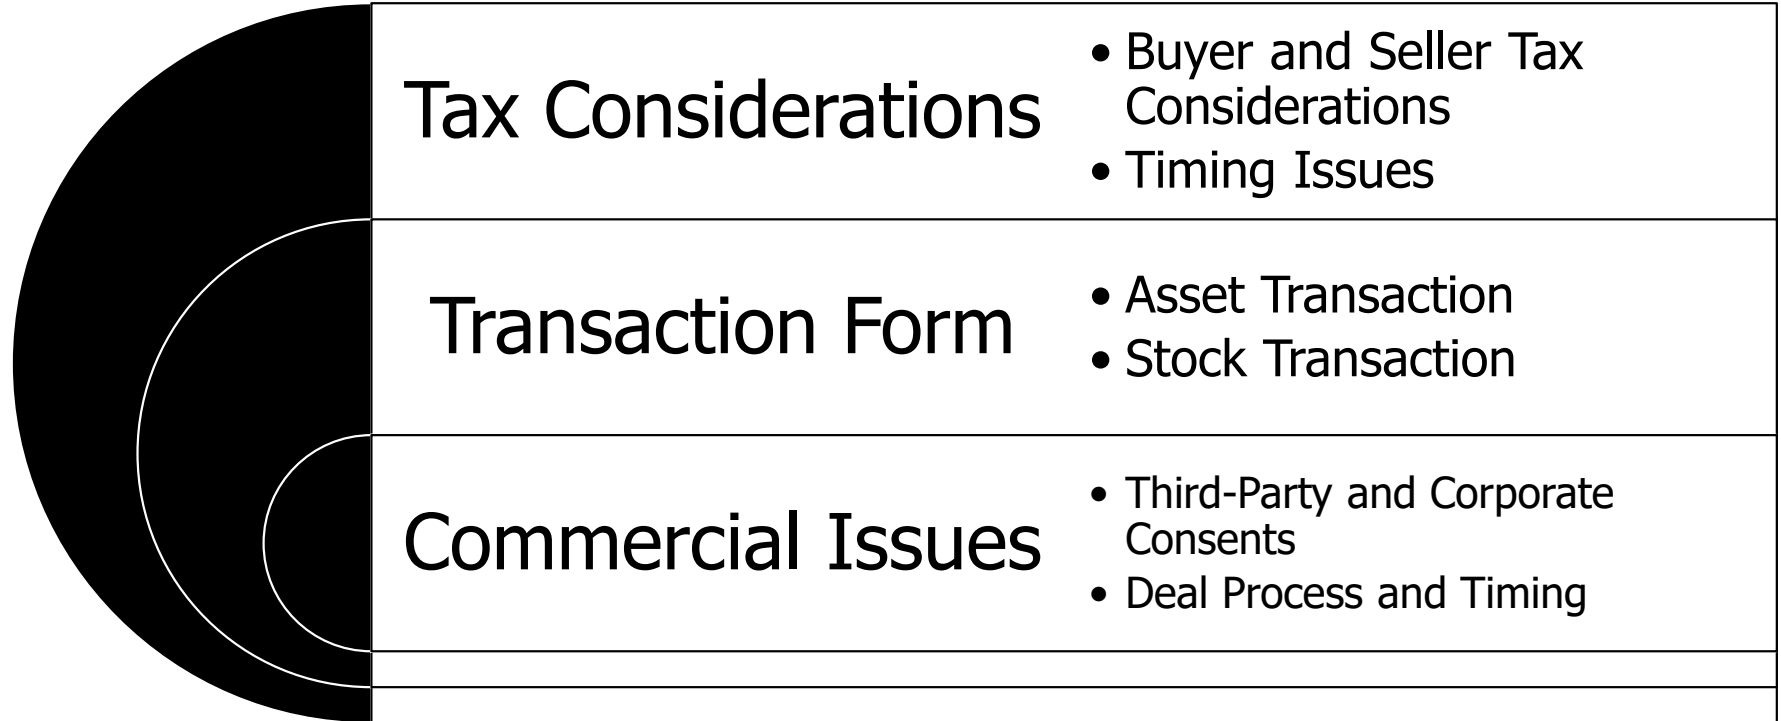 Tax Considerations
• Buyer and Seller Tax
Considerations
• Timing Issues
Transaction Form
• Asset Transaction
• Stock Transaction
Commercial Issues
• Third-Party and Corporate
Consents
• Deal Process and Timing